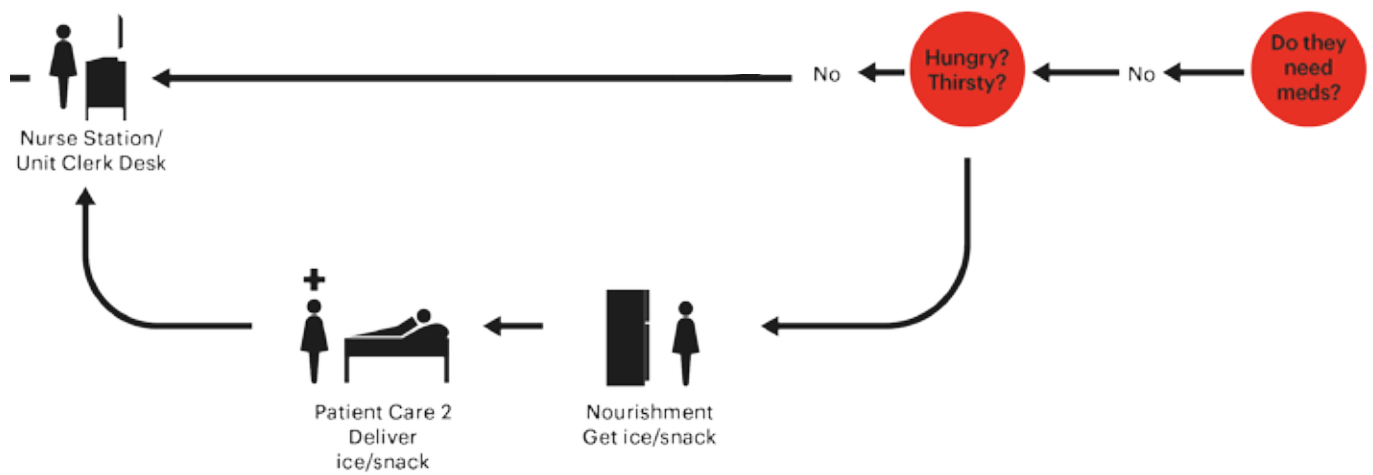 Nurse Station/
Unit Clerk Desk
No
Hungry?
Thirsty?
No
Do they
need
meds?
Patient Care 2
Deliver
ice/snack
Nourishment
Get ice/snack